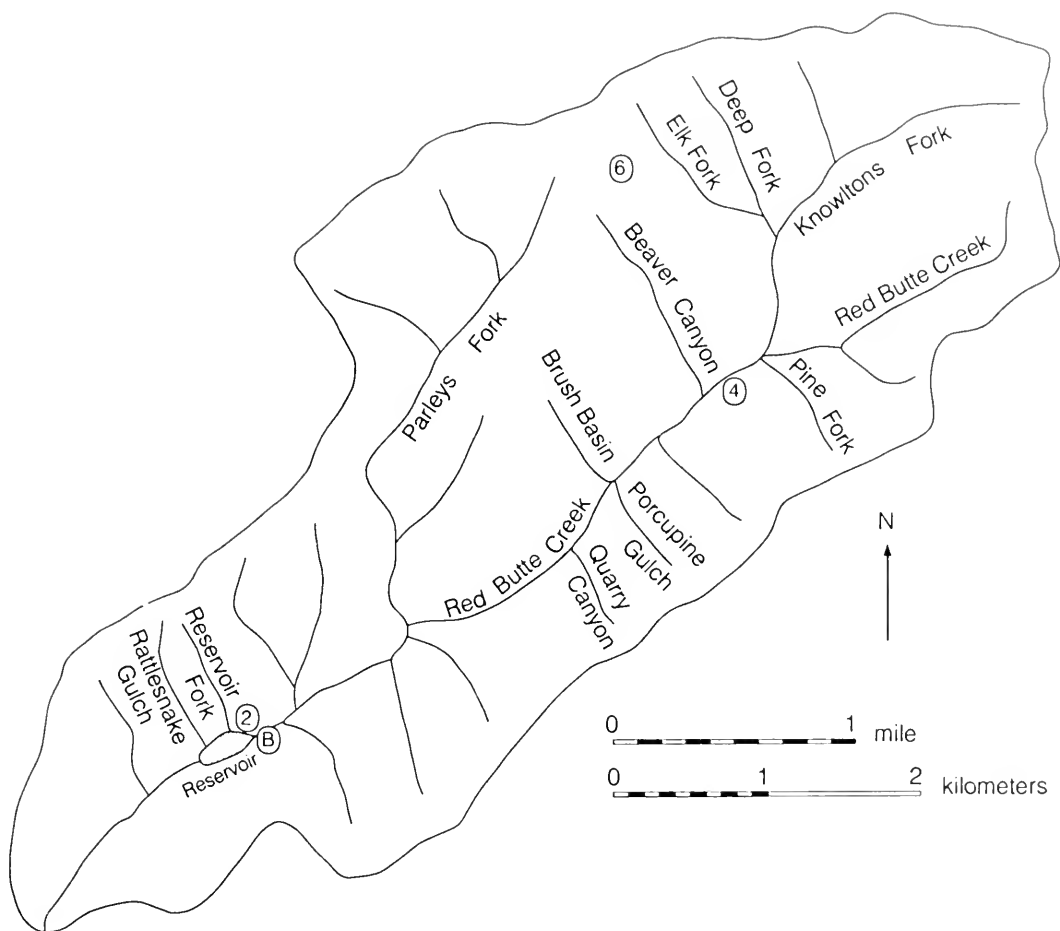 Deep Fork
Elk Fork
Knowltons Fork
6
Beaver Canyon
Red Butte Creek
Parleys Fork
Brush Basin
4
Pine Fork
Porcupine Gulch
Red Butte Creek
Quarry Canyon
N
Reservoir Fork
Rattlesnake Gulch
2
B
Reservoir
0 1 mile
0 1 2 kilometers